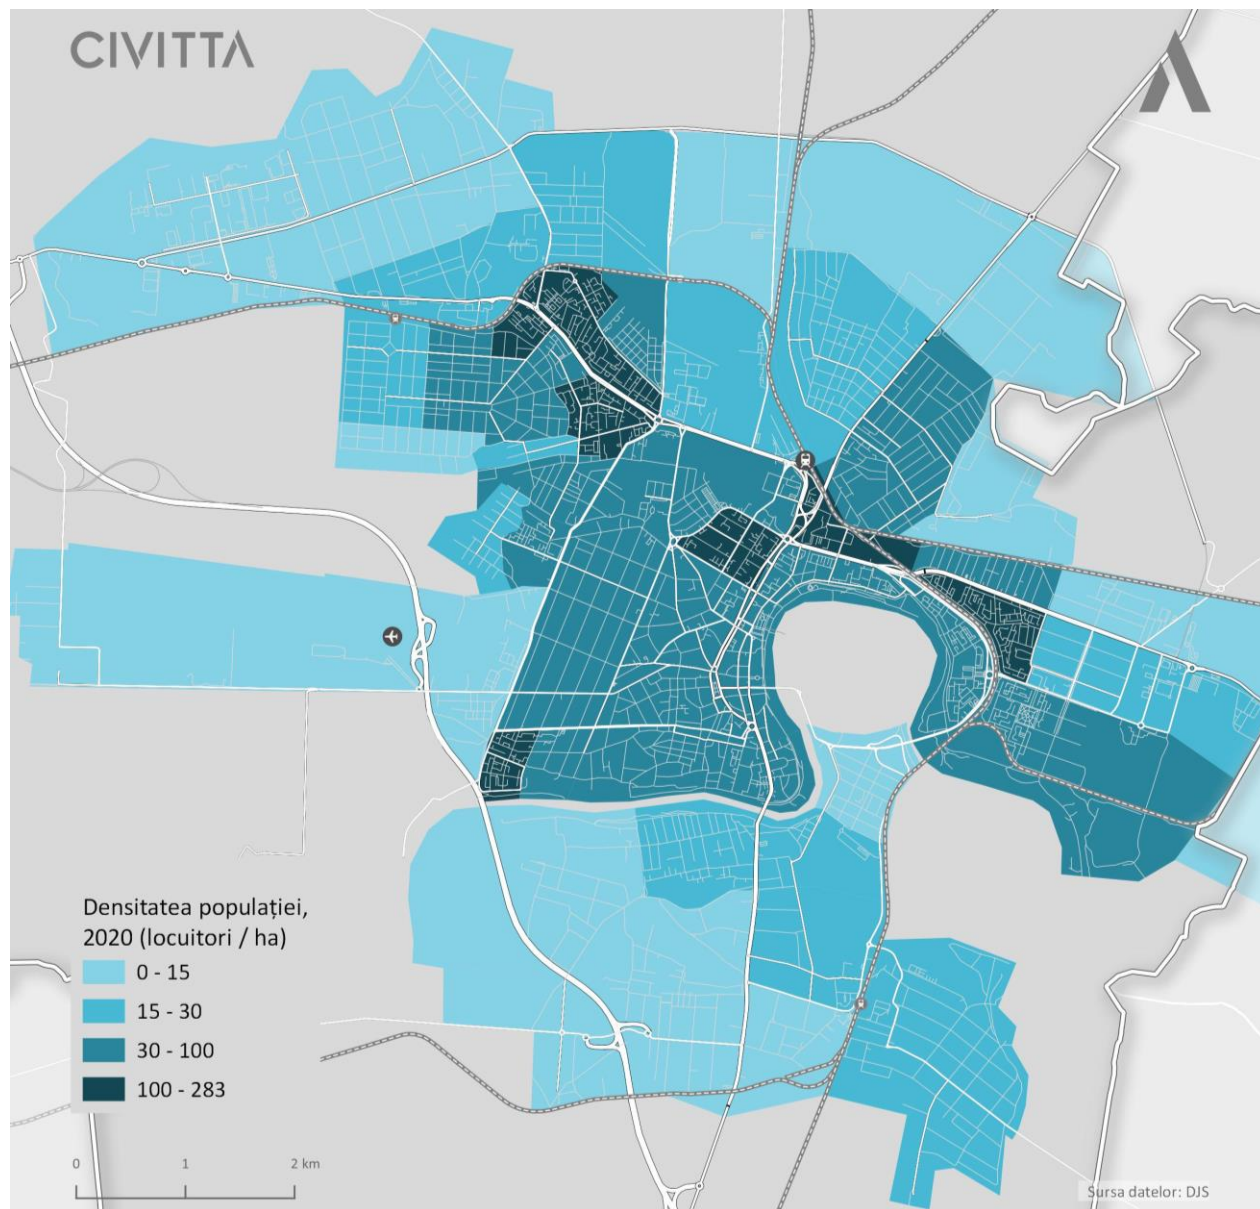 CIVITTA
Densitatea populației,
2020 (locuitori / ha)
0 - 15
15 - 30
30 - 100
100 - 283
0 1 2 km
Sursa datelor: DJS